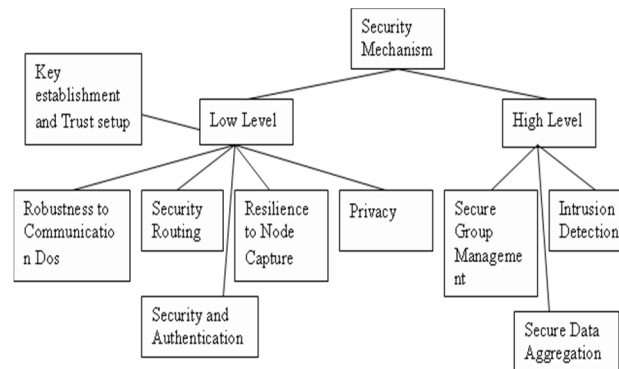 Security
Mechanism
Key
establishment
and Trust setup
Low Level
High Level
Robustness to
Communicatio
n Dos
Security
Routing
Resilience
to Node
Capture
Privacy
Secure
Group
Manageme
nt
Intrusion
Detection
Security and
Authentication
Secure Data
Aggregation